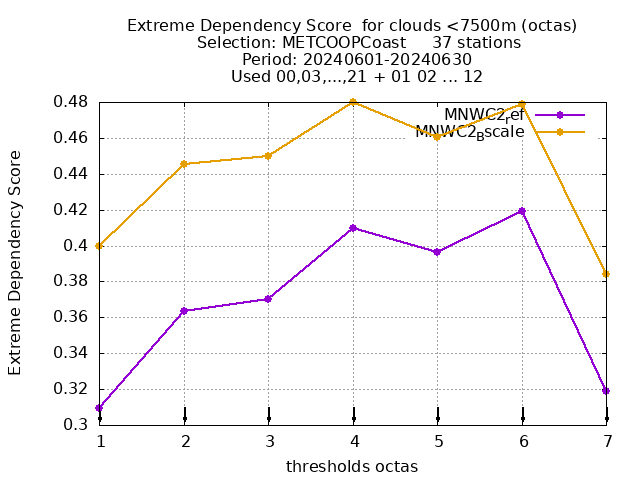 Extreme Dependency Score  for clouds <7500m (octas)
Selection: METCOOPCoast     37 stations
Period: 20240601-20240630
Used 00,03,...,21 + 01 02 ... 12
MNWC2ref
MNWC2Bscale
0.48
0.46
0.44
0.42
0.4
0.38
0.36
0.34
0.32
0.3
Extreme Dependency Score
1 2 3 4 5 6 7
thresholds octas